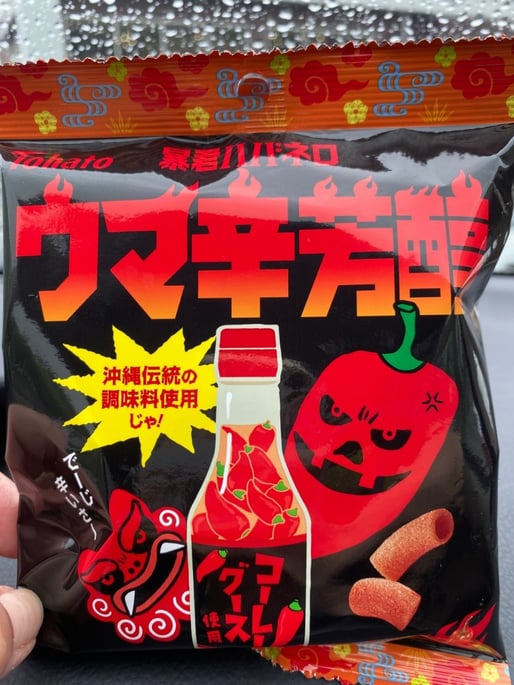 Tohato
暴君ハバネロ
ウマ辛芳醇
沖縄伝統の
調味料使用
じゃ!
でーじ
辛いさ〜
コーレー
グース
使用